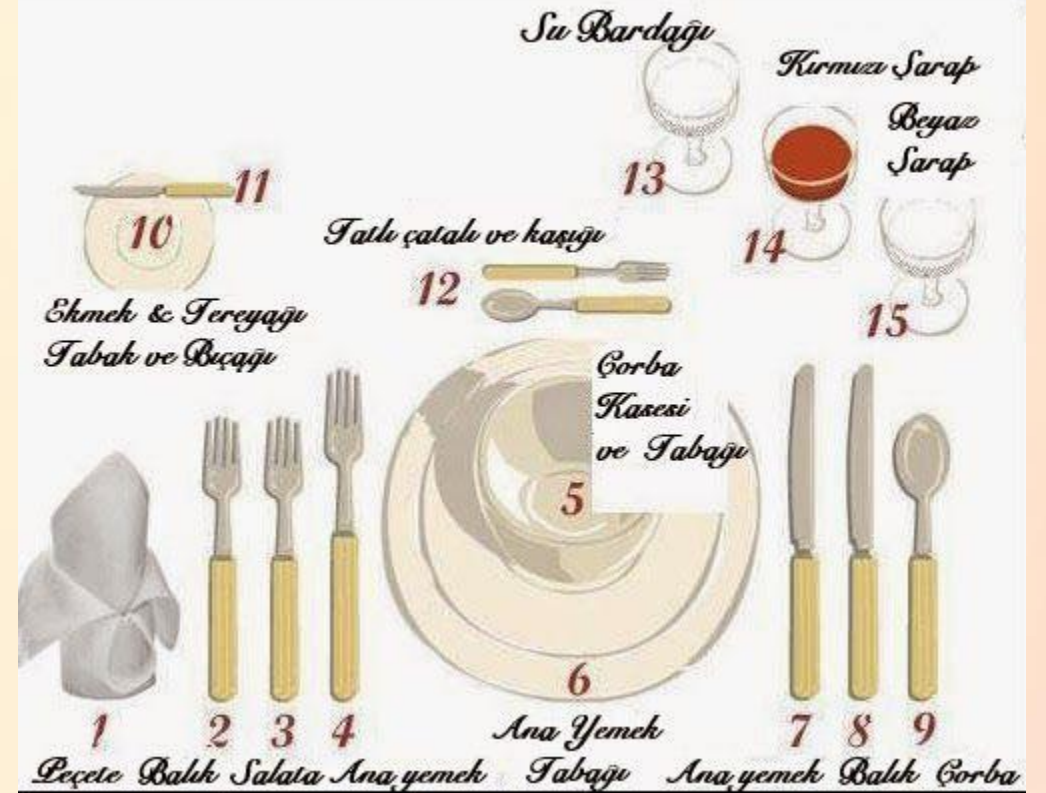 Su Bardağı
Kırmızı Şarap
Beyaz
Şarap
13
11
10
14
Tatlı çatalı ve kaşığı
12
15
Ekmek & Tereyağı
Tabak ve Bıçağı
Çorba
Kasesi
ve Tabağı
5
6
1 2 3 4 Ana Yemek 7 8 9
Peçete Balık Salata Ana yemek Tabağı Ana yemek Balık Çorba